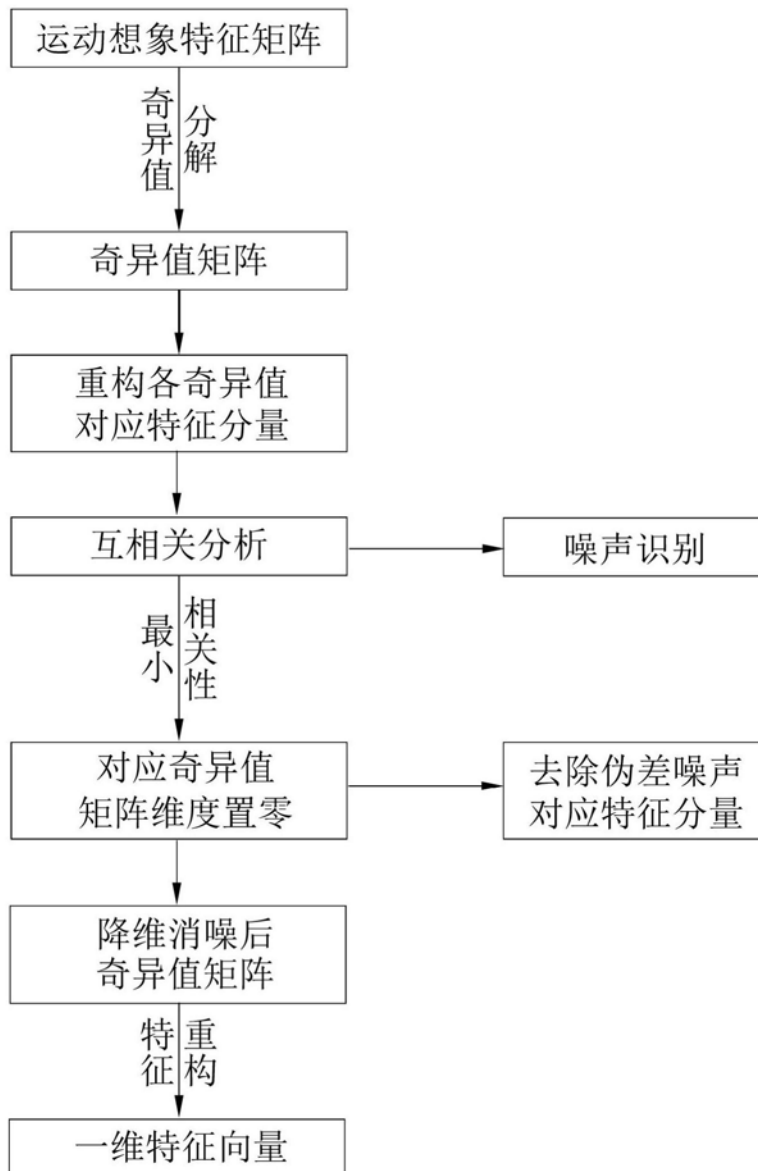 运动想象特征矩阵
奇异值
分解
奇异值矩阵
重构各奇异值
对应特征分量
互相关分析
噪声识别
最小
相关性
对应奇异值
矩阵维度置零
去除伪差噪声
对应特征分量
降维消噪后
奇异值矩阵
特征
重构
一维特征向量